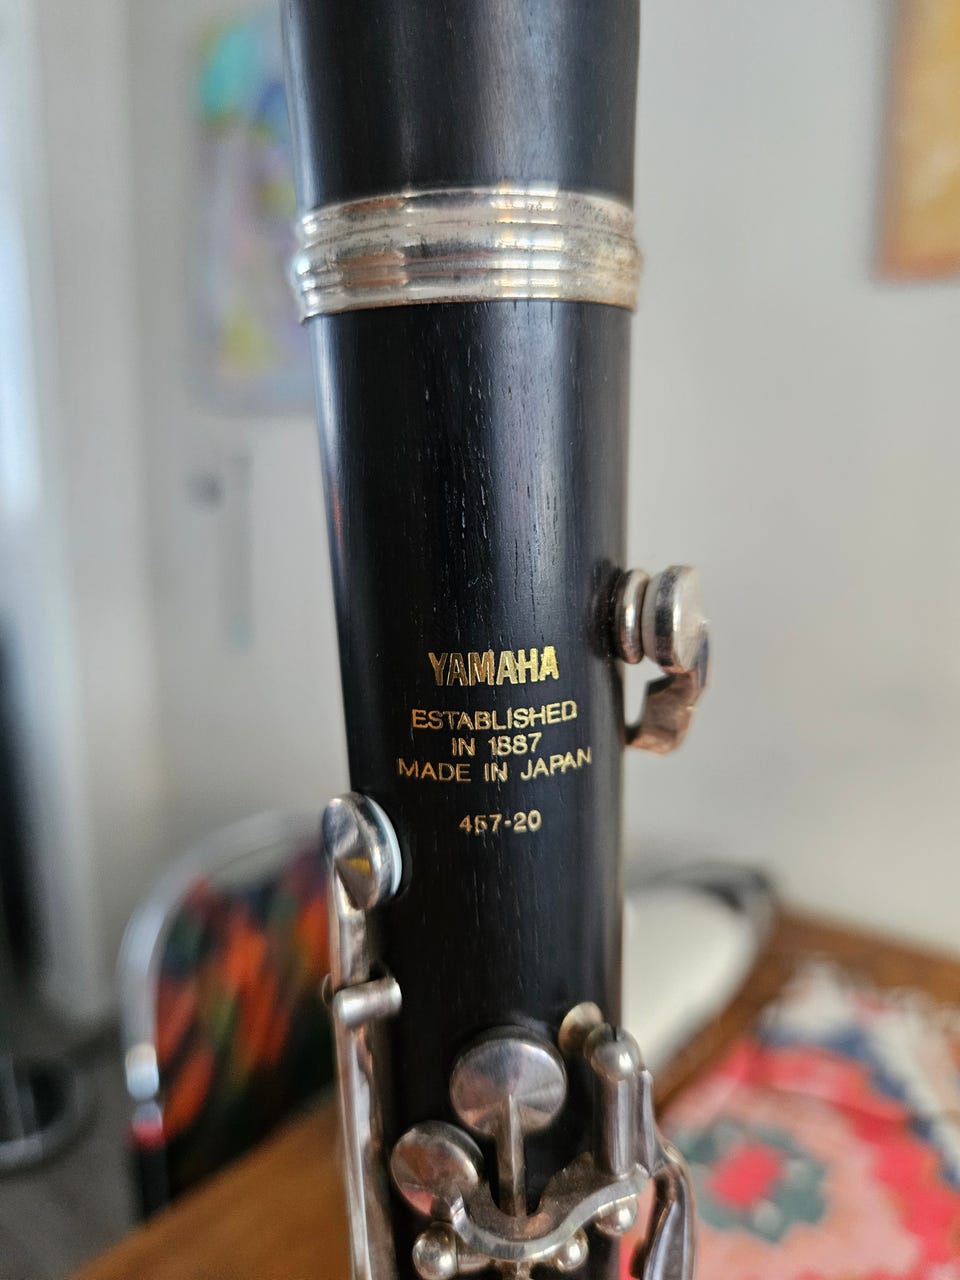 YAMAHA
ESTABLISHED
IN 1887
MADE IN JAPAN
457-20